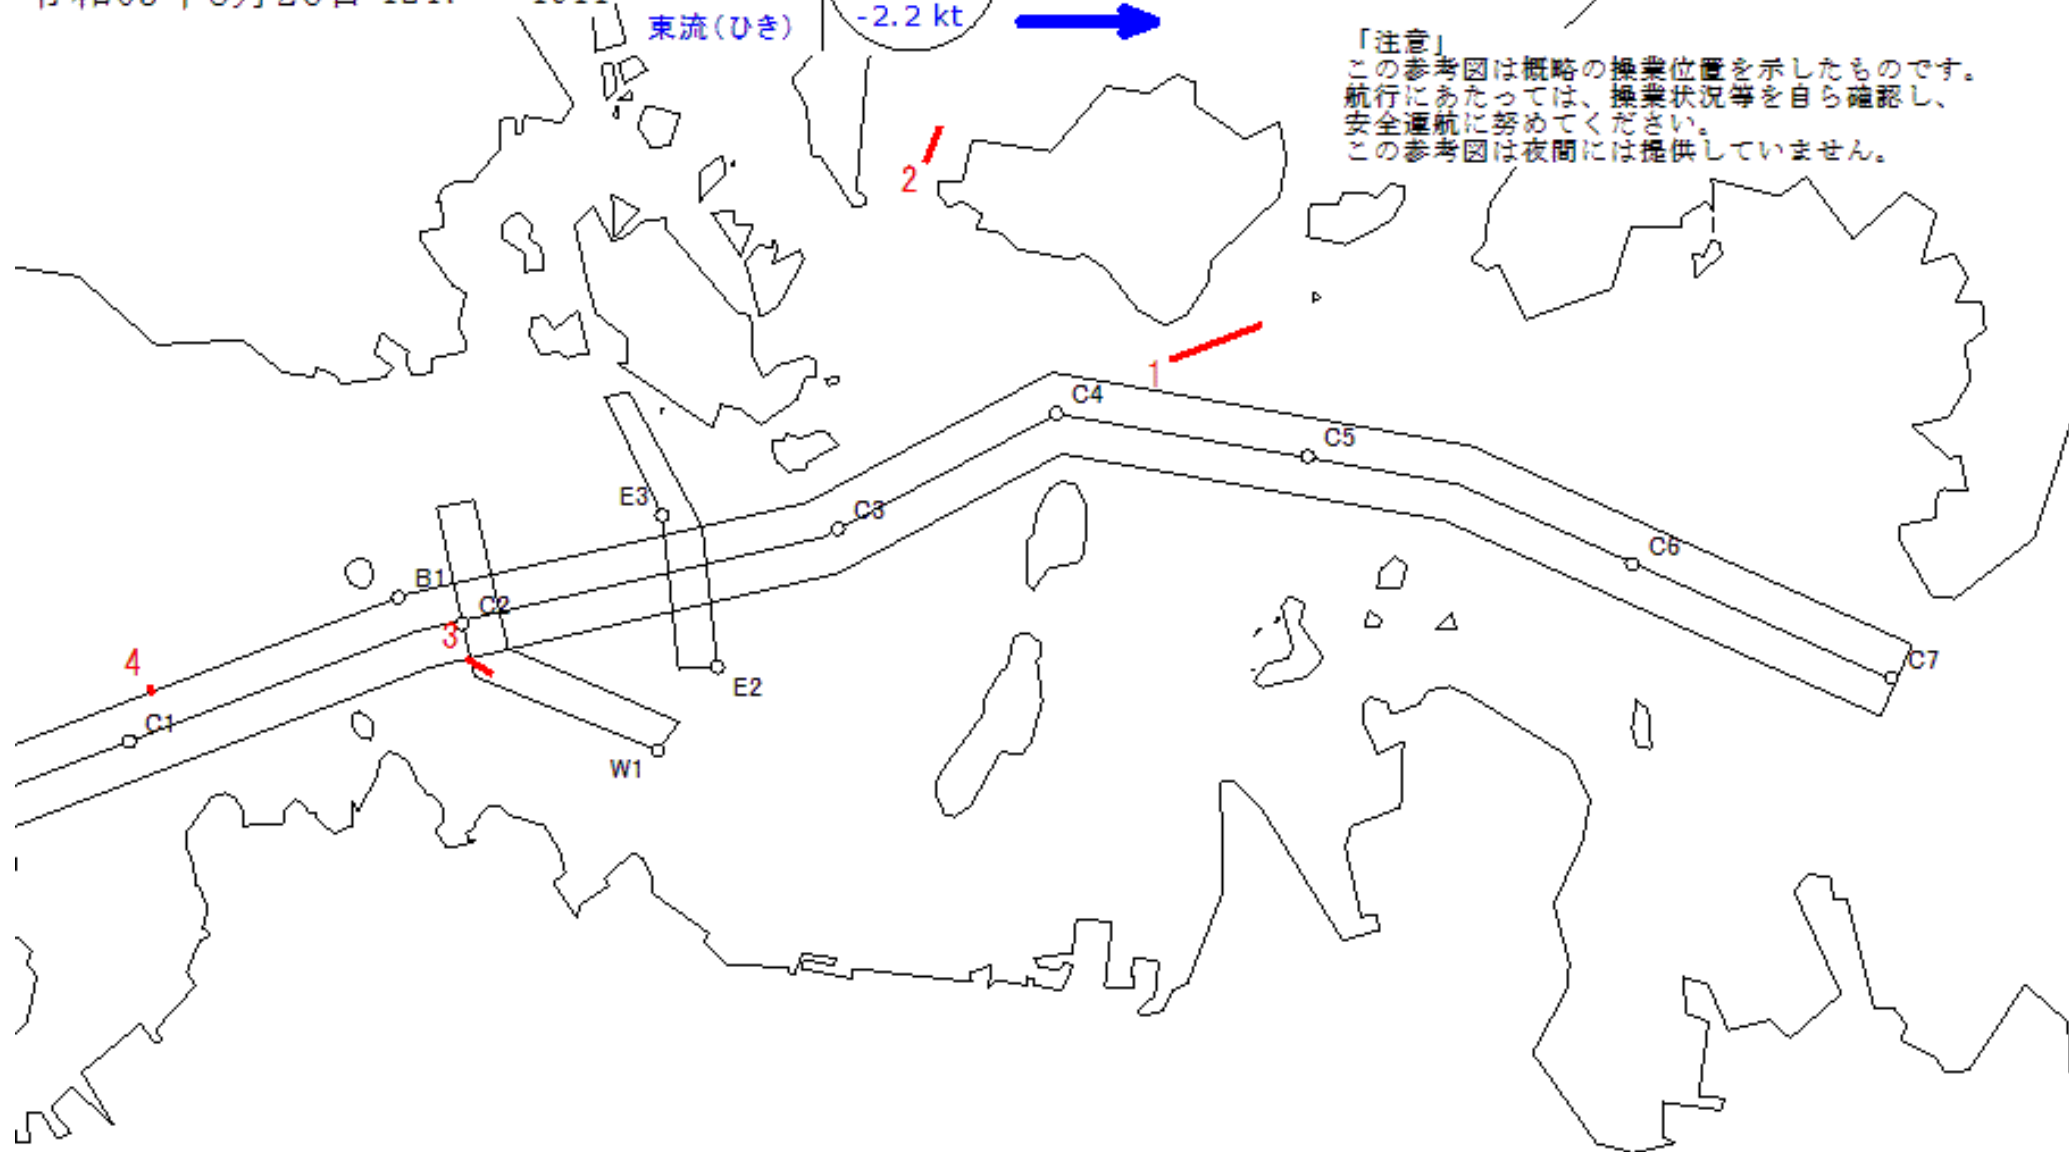 東流(ひき)
-2.2 kt
「注意」
この参考図は概略の操業位置を示したものです。
航行にあたっては、操業状況等を自ら確認し、
安全運航に努めてください。
この参考図は夜間には提供していません。
2
1
C4
C5
E3
C3
C6
B1
C2
3
4
C7
E2
C1
W1